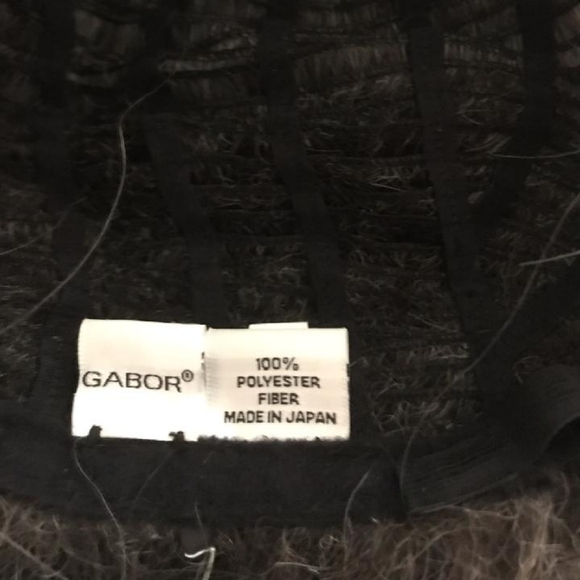 GABOR®
100%
POLYESTER
FIBER
MADE IN JAPAN